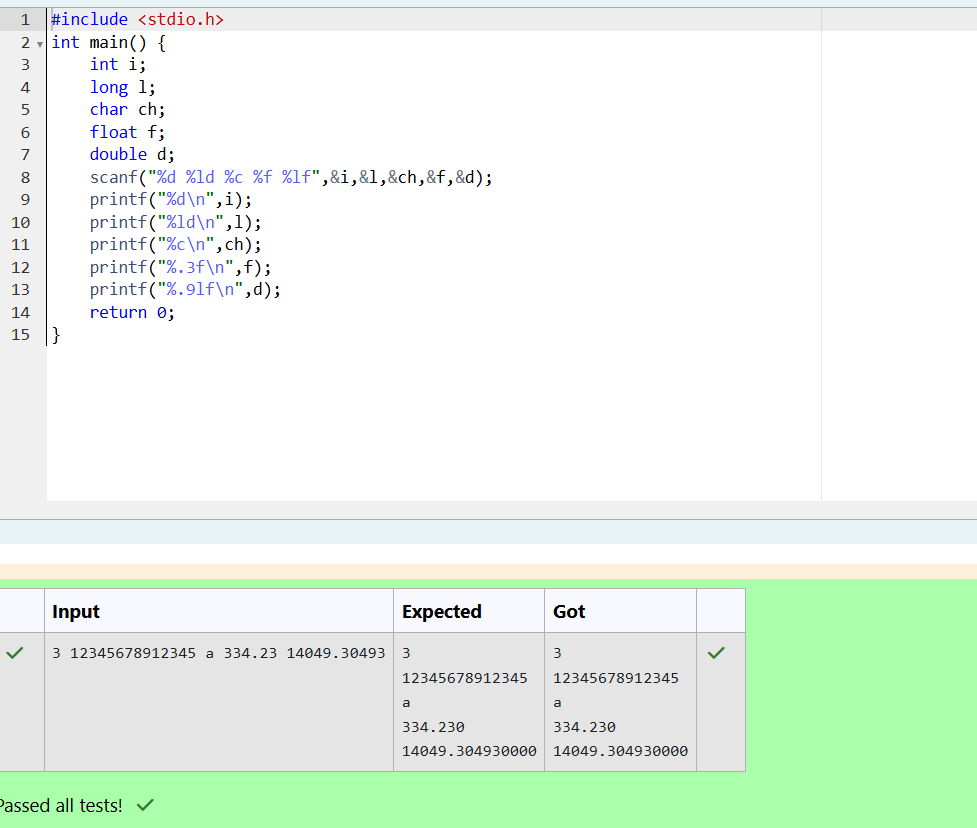 1 #include <stdio.h>
2 int main() {
3     int i;
4     long l;
5     char ch;
6     float f;
7     double d;
8     scanf("%d %ld %c %f %lf",&i,&l,&ch,&f,&d);
9     printf("%d\n",i);
10     printf("%ld\n",l);
11     printf("%c\n",ch);
12     printf("%.3f\n",f);
13     printf("%.9lf\n",d);
14     return 0;
15 }
Input Expected Got
3 12345678912345 a 334.23 14049.30493 3 3
12345678912345 12345678912345
a a
334.230 334.230
14049.304930000 14049.304930000
Passed all tests!